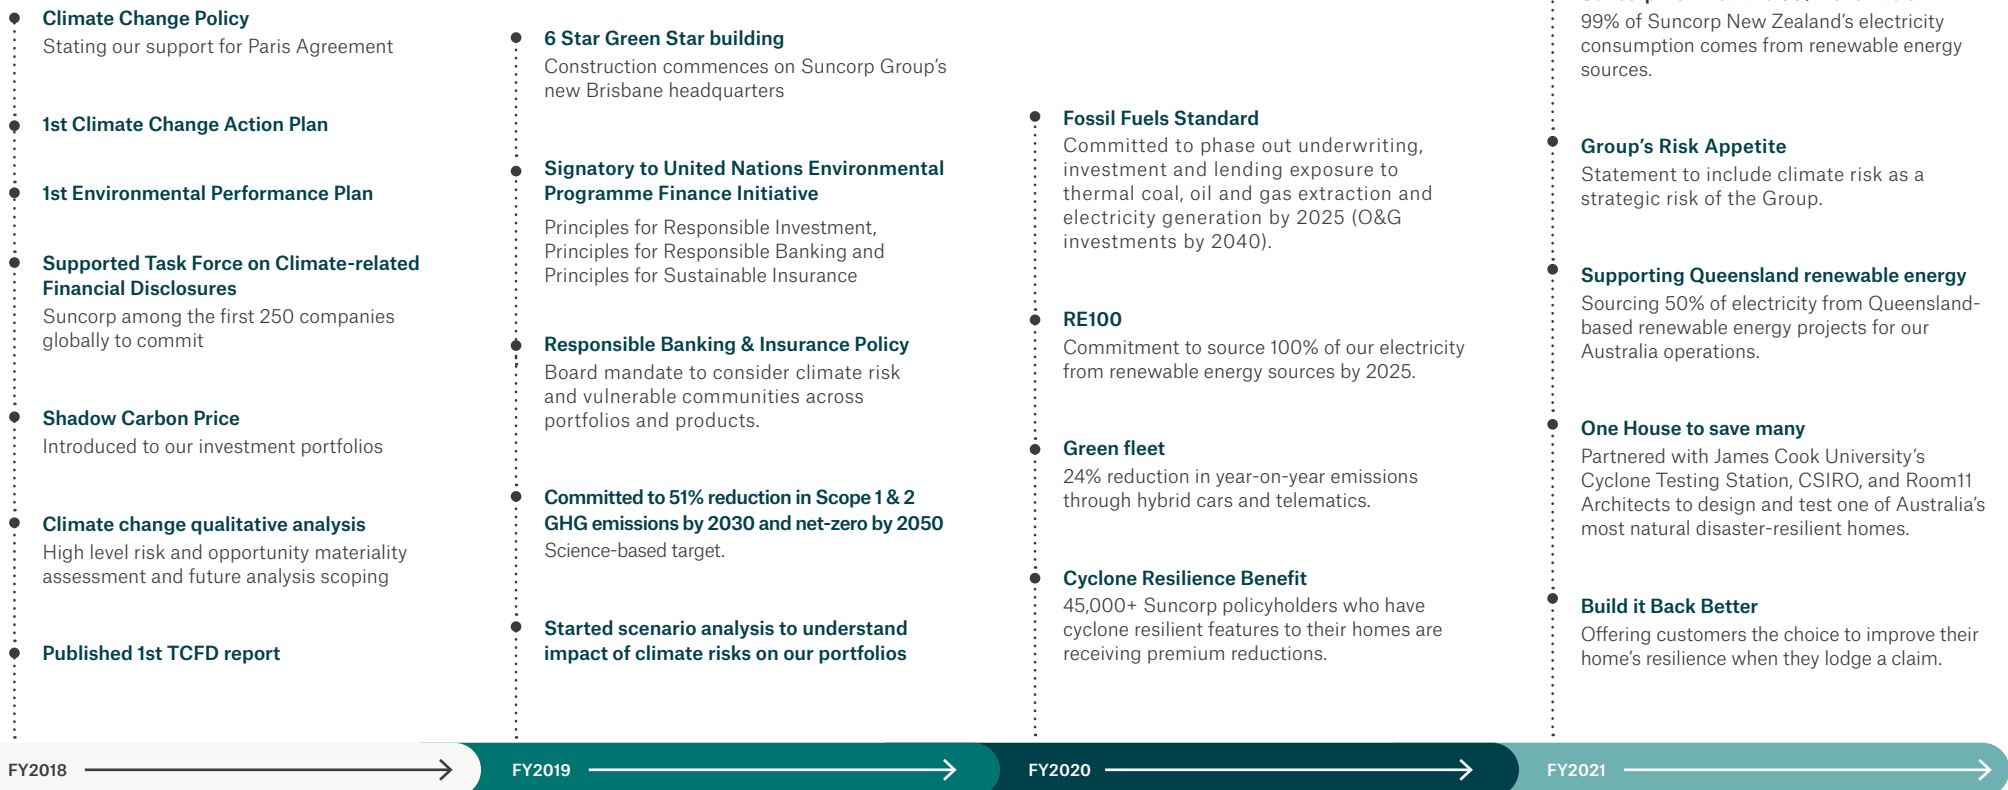 Climate Change Policy
Stating our support for Paris Agreement
1st Climate Change Action Plan
1st Environmental Performance Plan
Supported Task Force on Climate-related
Financial Disclosures
Suncorp among the first 250 companies
globally to commit
Shadow Carbon Price
Introduced to our investment portfolios
Climate change qualitative analysis
High level risk and opportunity materiality
assessment and future analysis scoping
Published 1st TCFD report
6 Star Green Star building
Construction commences on Suncorp Group's
new Brisbane headquarters
Signatory to United Nations Environmental
Programme Finance Initiative
Principles for Responsible Investment,
Principles for Responsible Banking and
Principles for Sustainable Insurance
Responsible Banking & Insurance Policy
Board mandate to consider climate risk
and vulnerable communities across
portfolios and products.
Committed to 51% reduction in Scope 1 & 2
GHG emissions by 2030 and net-zero by 2050
Science-based target.
Started scenario analysis to understand
impact of climate risks on our portfolios
Fossil Fuels Standard
Committed to phase out underwriting,
investment and lending exposure to
thermal coal, oil and gas extraction and
electricity generation by 2025 (O&G
investments by 2040).
RE100
Commitment to source 100% of our electricity
from renewable energy sources by 2025.
Green fleet
24% reduction in year-on-year emissions
through hybrid cars and telematics.
Cyclone Resilience Benefit
45,000+ Suncorp policyholders who have
cyclone resilient features to their homes are
receiving premium reductions.
99% of Suncorp New Zealand's electricity
consumption comes from renewable energy
sources.
Group's Risk Appetite
Statement to include climate risk as a
strategic risk of the Group.
Supporting Queensland renewable energy
Sourcing 50% of electricity from Queensland-
based renewable energy projects for our
Australia operations.
One House to save many
Partnered with James Cook University's
Cyclone Testing Station, CSIRO, and Room11
Architects to design and test one of Australia's
most natural disaster-resilient homes.
Build it Back Better
Offering customers the choice to improve their
home's resilience when they lodge a claim.
FY2018
FY2019
FY2020
FY2021